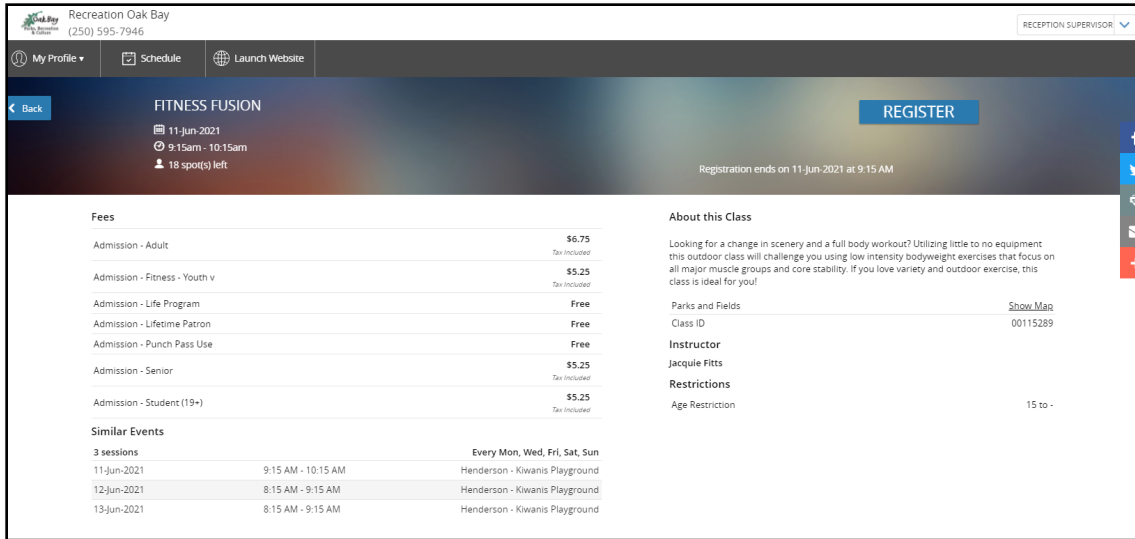 Oak Bay
Parks, Recreation
& Culture
Recreation Oak Bay
(250) 595-7946
RECEPTION SUPERVISOR
My Profile ▾
Schedule
Launch Website
Back
FITNESS FUSION
11-Jun-2021
9:15am - 10:15am
18 spot(s) left
REGISTER
Registration ends on 11-Jun-2021 at 9:15 AM
Fees
Admission - Adult $6.75
Tax Included
Admission - Fitness - Youth v $5.25
Tax Included
Admission - Life Program Free
Admission - Lifetime Patron Free
Admission - Punch Pass Use Free
Admission - Senior $5.25
Tax Included
Admission - Student (19+) $5.25
Tax Included
Similar Events
3 sessions Every Mon, Wed, Fri, Sat, Sun
11-Jun-2021 9:15 AM - 10:15 AM Henderson - Kiwanis Playground
12-Jun-2021 8:15 AM - 9:15 AM Henderson - Kiwanis Playground
13-Jun-2021 8:15 AM - 9:15 AM Henderson - Kiwanis Playground
About this Class
Looking for a change in scenery and a full body workout? Utilizing little to no equipment
this outdoor class will challenge you using low intensity bodyweight exercises that focus on
all major muscle groups and core stability. If you love variety and outdoor exercise, this
class is ideal for you!
Parks and Fields Show Map
Class ID 00115289
Instructor
Jacquie Fitts
Restrictions
Age Restriction 15 to -